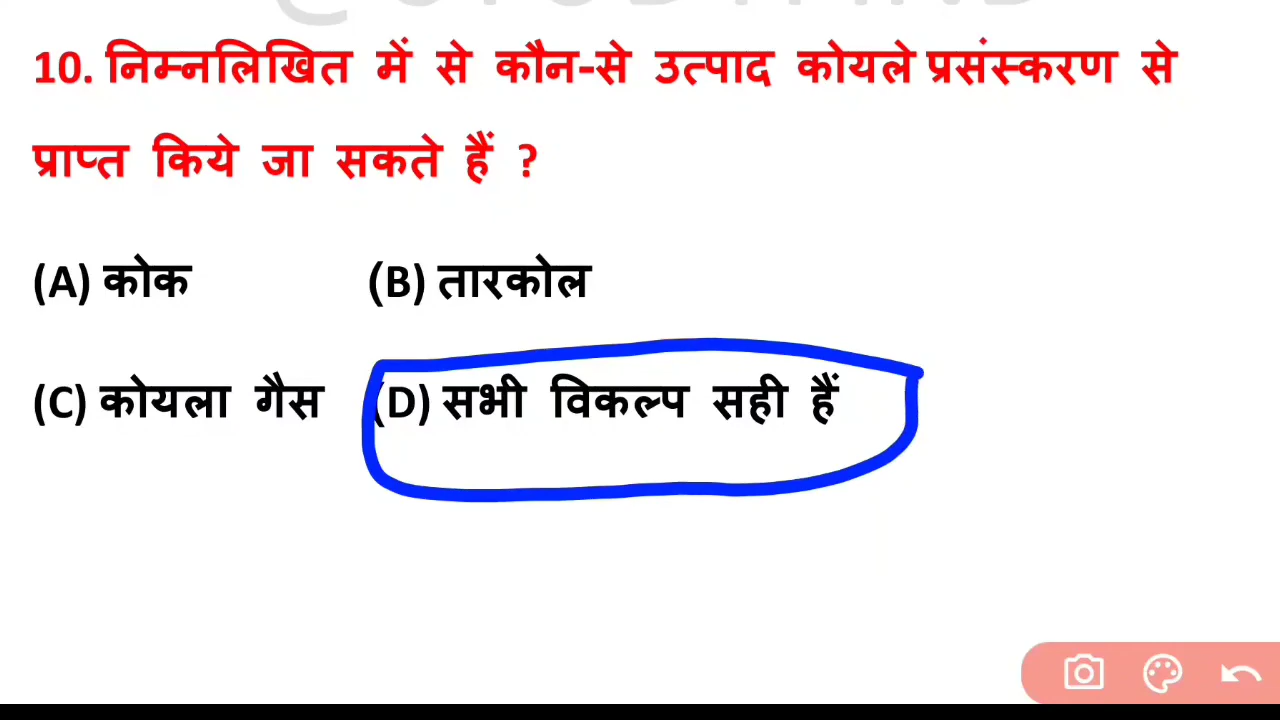 10. निम्नलिखित में से कौन-से उत्पाद कोयले प्रसंस्करण से
प्राप्त किये जा सकते हैं ?
(A) कोक (B) तारकोल
(C) कोयला गैस (D) सभी विकल्प सही हैं